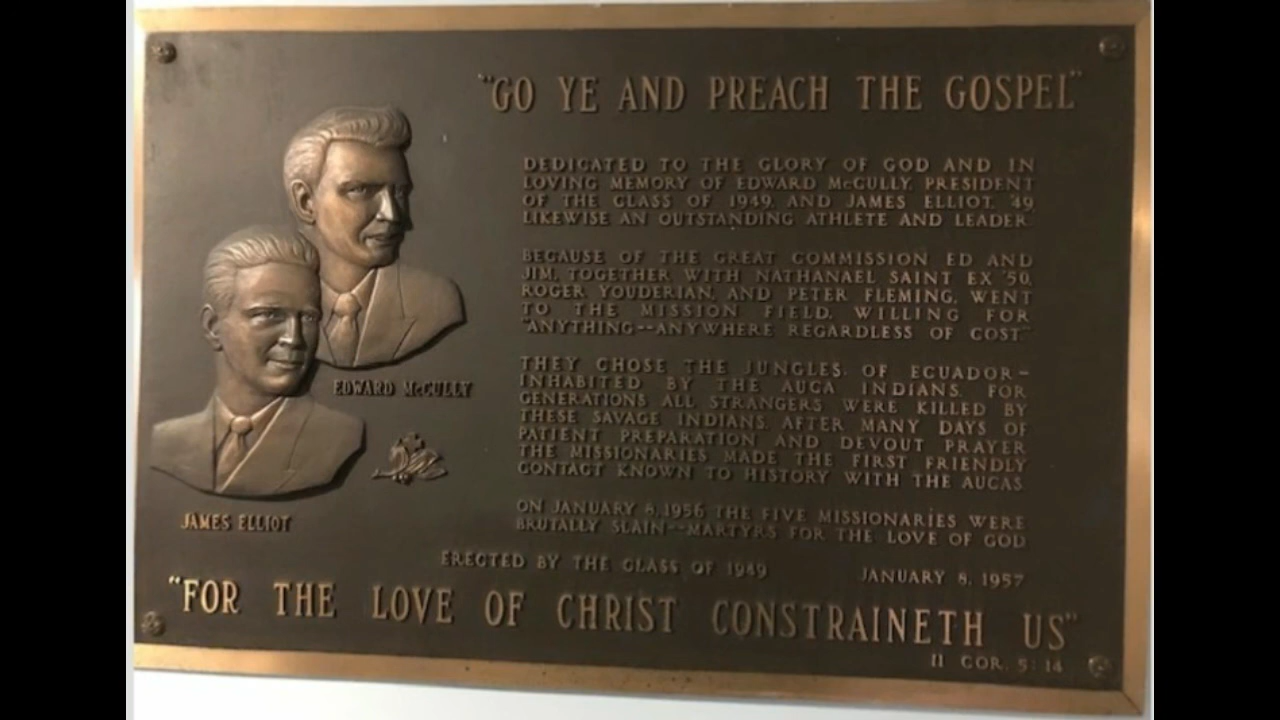 "GO YE AND PREACH THE GOSPEL"
DEDICATED TO THE GLORY OF GOD AND IN
LOVING MEMORY OF EDWARD McCULLY, PRESIDENT
OF THE CLASS OF 1949, AND JAMES ELLIOT, '49
LIKEWISE AN OUTSTANDING ATHLETE AND LEADER
BECAUSE OF THE GREAT COMMISSION ED AND
JIM, TOGETHER WITH NATHANAEL SAINT EX '50,
ROGER YOUDERIAN, AND PETER FLEMING, WENT
TO THE MISSION FIELD, WILLING FOR
"ANYTHING--ANYWHERE REGARDLESS OF COST."
THEY CHOSE THE JUNGLES OF ECUADOR-
INHABITED BY THE AUCA INDIANS. FOR
GENERATIONS ALL STRANGERS WERE KILLED BY
THESE SAVAGE INDIANS. AFTER MANY DAYS OF
PATIENT PREPARATION AND DEVOUT PRAYER
THE MISSIONARIES MADE THE FIRST FRIENDLY
CONTACT KNOWN TO HISTORY WITH THE AUCAS
ON JANUARY 8, 1956 THE FIVE MISSIONARIES WERE
BRUTALLY SLAIN--MARTYRS FOR THE LOVE OF GOD
EDWARD McCULLY
JAMES ELLIOT
ERECTED BY THE CLASS OF 1949
JANUARY 8, 1957
"FOR THE LOVE OF CHRIST CONSTRAINETH US"
II COR. 5:14